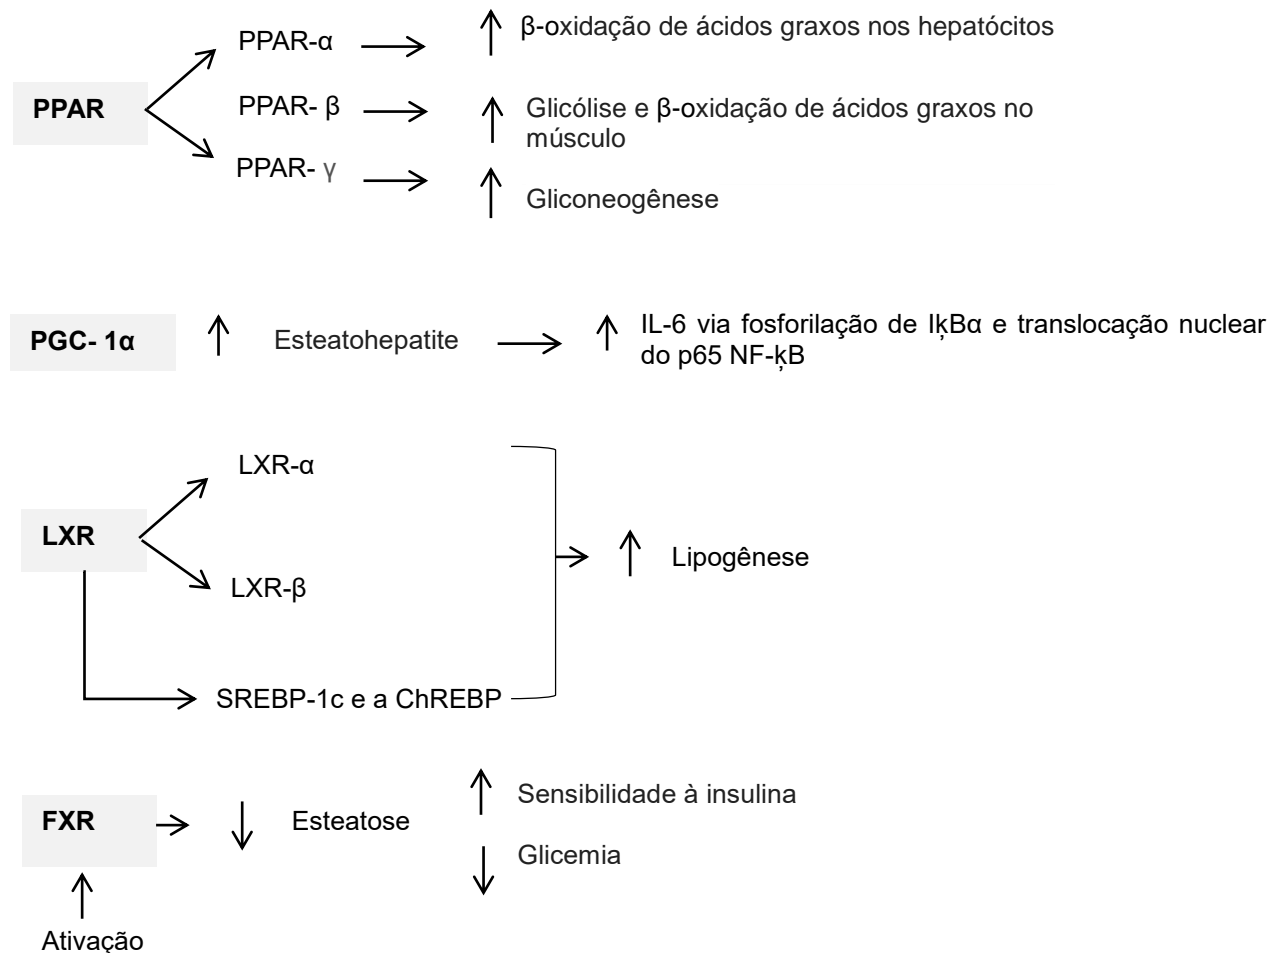 PPAR
PPAR-α
β-oxidação de ácidos graxos nos hepatócitos
PPAR- β
Glicólise e β-oxidação de ácidos graxos no
músculo
PPAR- γ
Gliconeogênese
PGC- 1α
Esteatohepatite
IL-6 via fosforilação de IķBα e translocação nuclear
do p65 NF-ķB
LXR
LXR-α
LXR-β
SREBP-1c e a ChREBP
Lipogênese
FXR
Esteatose
Sensibilidade à insulina
Glicemia
Ativação